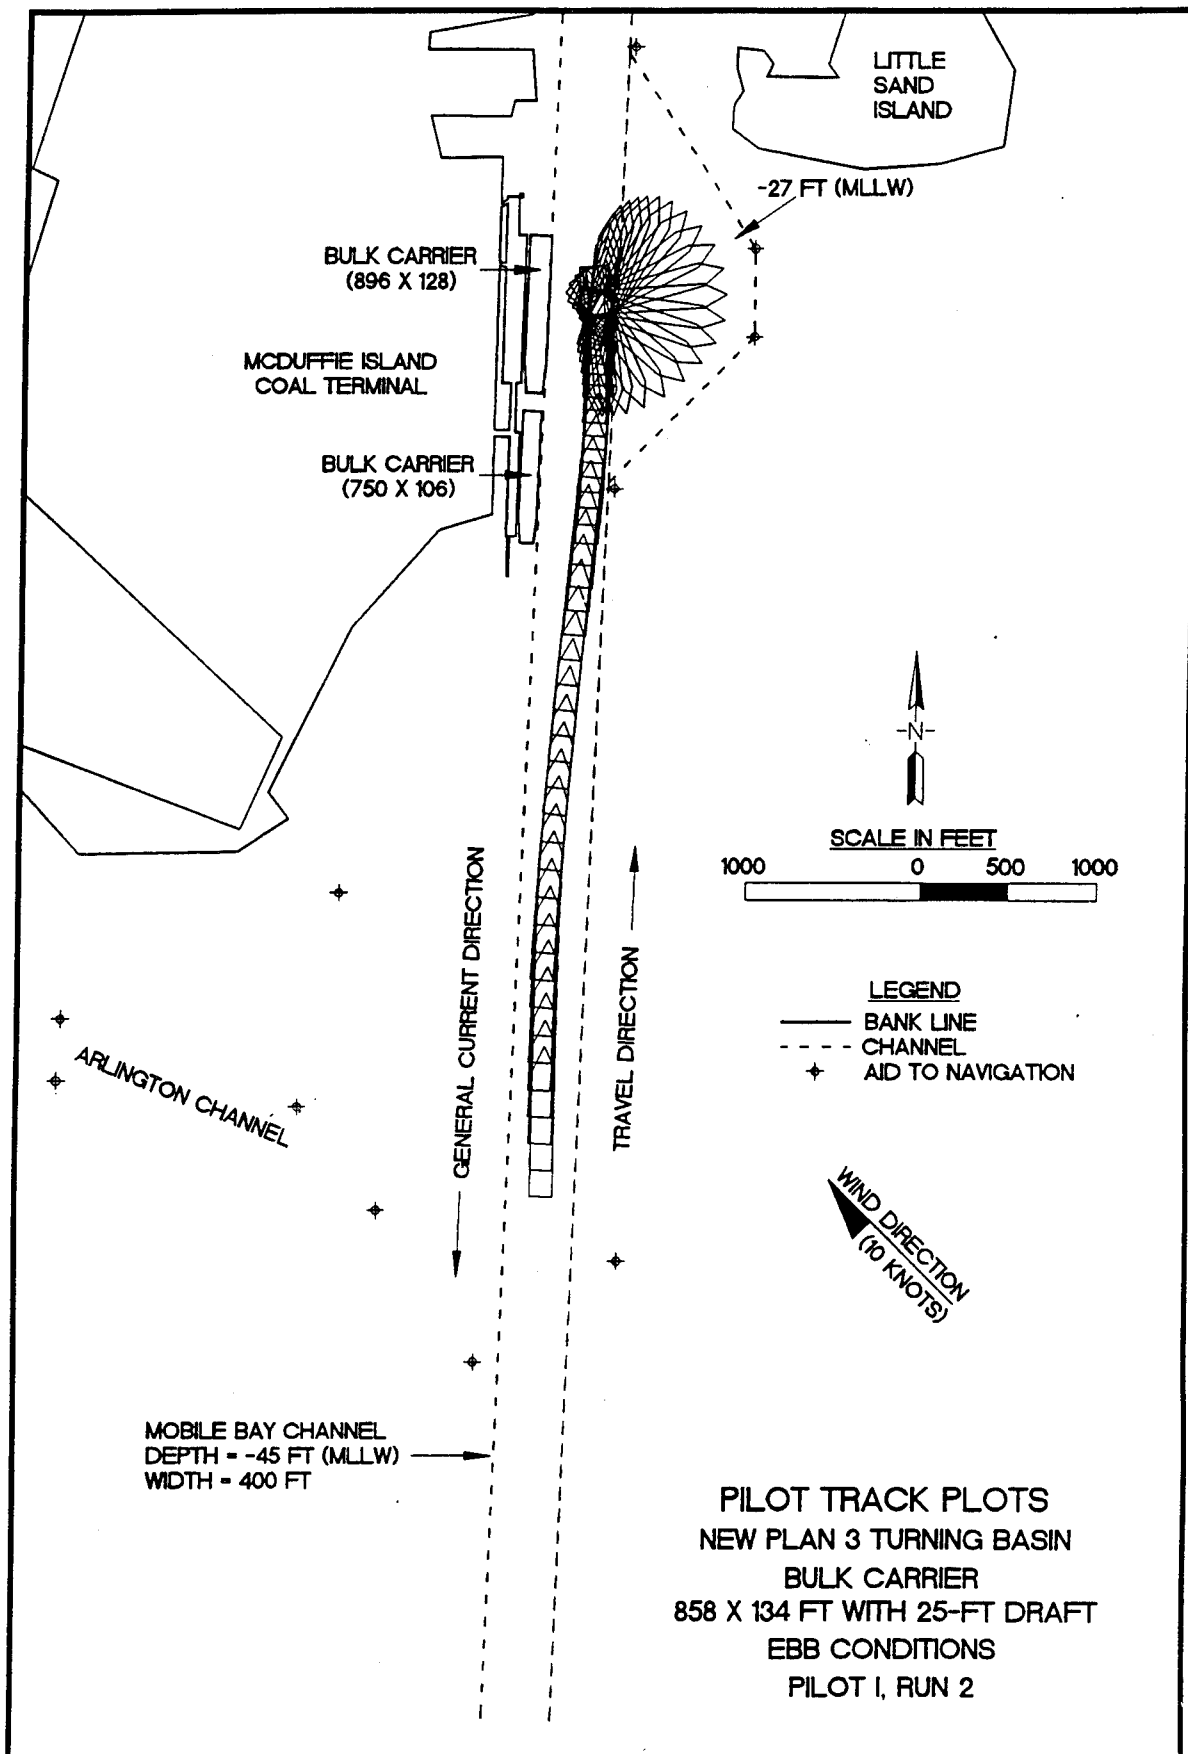 LITTLE
SAND
ISLAND
-27 FT (MLLW)
BULK CARRIER
(896 X 128)
MCDUFFIE ISLAND
COAL TERMINAL
BULK CARRIER
(750 X 106)
-N-
SCALE IN FEET
1000 0 500 1000
GENERAL CURRENT DIRECTION
TRAVEL DIRECTION
LEGEND
BANK LINE
CHANNEL
AID TO NAVIGATION
ARLINGTON CHANNEL
WIND DIRECTION
(10 KNOTS)
MOBILE BAY CHANNEL
DEPTH = -45 FT (MLLW)
WIDTH = 400 FT
PILOT TRACK PLOTS
NEW PLAN 3 TURNING BASIN
BULK CARRIER
858 X 134 FT WITH 25-FT DRAFT
EBB CONDITIONS
PILOT I, RUN 2